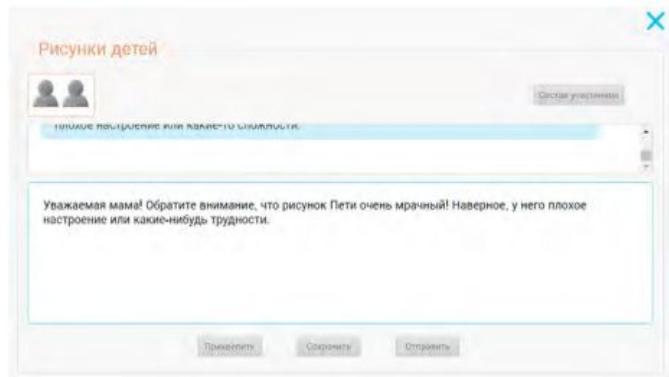 Рисунки детей
Состав участников
плохое настроение или какие-то сложности.
Уважаемая мама! Обратите внимание, что рисунок Пети очень мрачный! Наверное, у него плохое
настроение или какие-нибудь трудности.
Прикрепить Сохранить Отправить